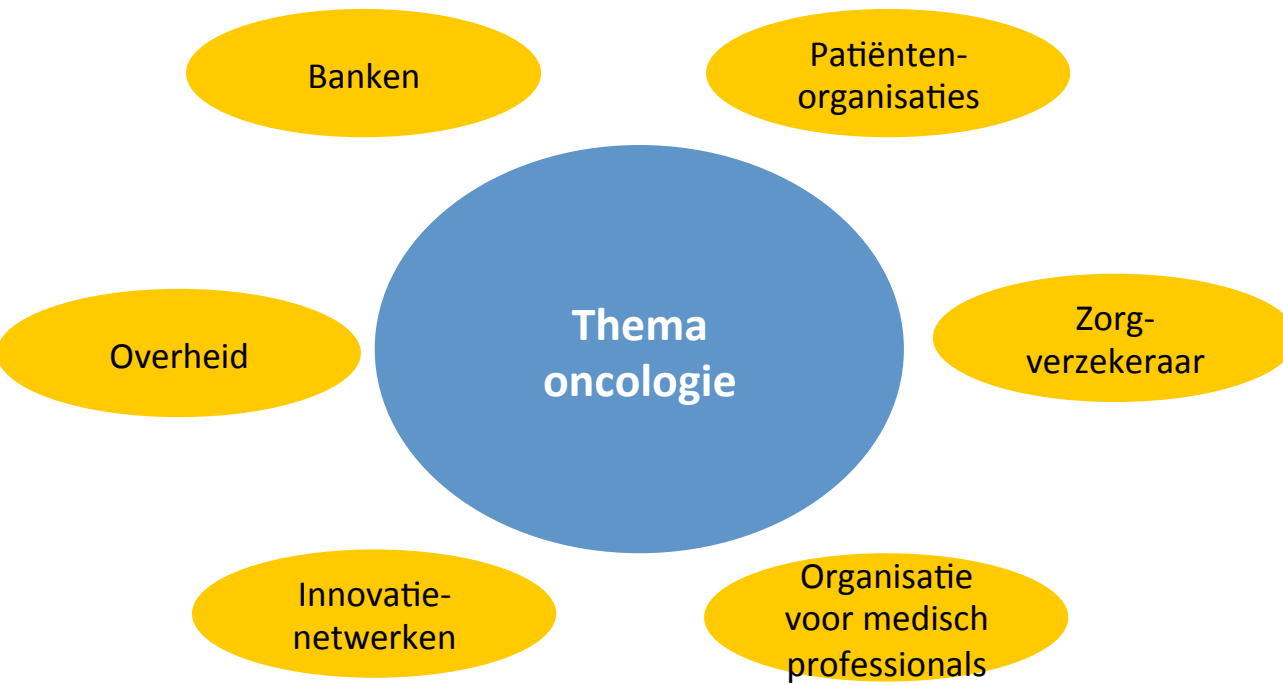 Banken
Patiënten-
organisaties
Thema
oncologie
Overheid
Zorg-
verzekeraar
Innovatie-
netwerken
Organisatie
voor medisch
professionals